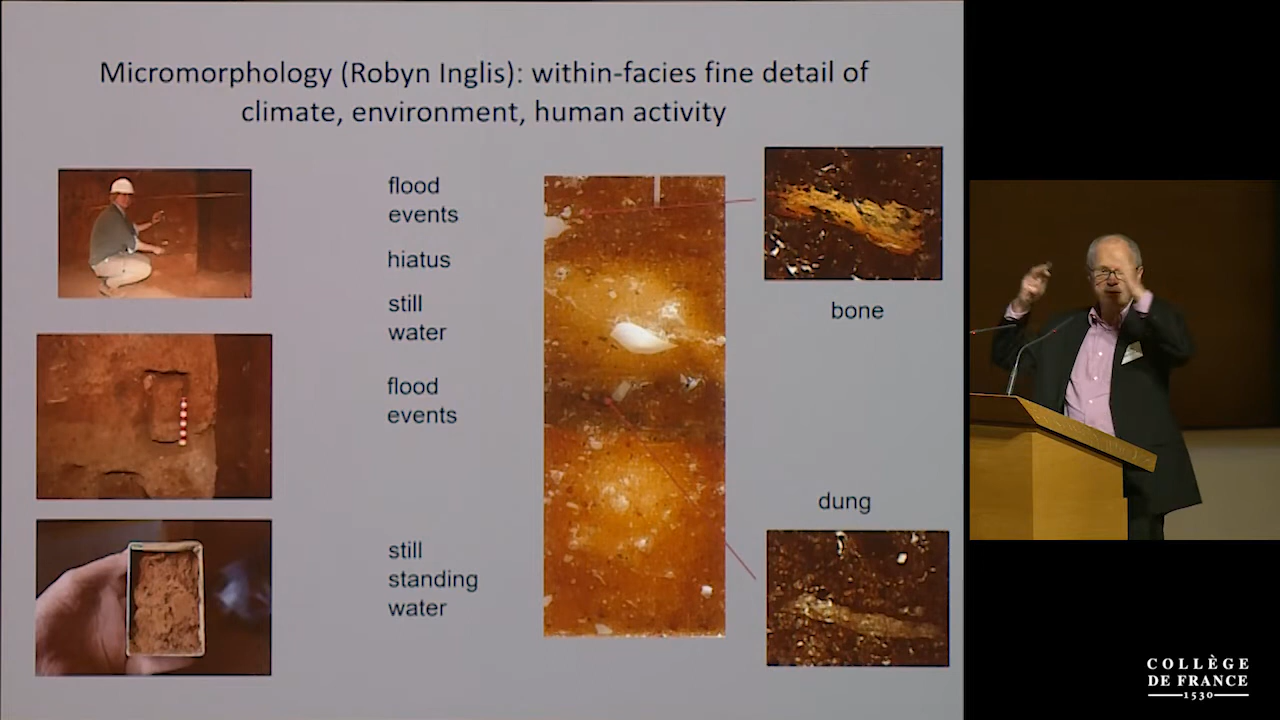 Micromorphology (Robyn Inglis): within-facies fine detail of
climate, environment, human activity
flood
events
hiatus
still
water
flood
events
still
standing
water
bone
dung
COLLÈGE
DE FRANCE
1530